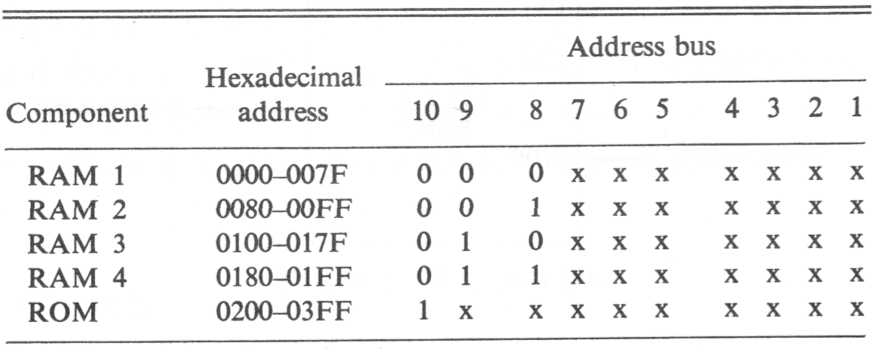 Address bus
Hexadecimal
Component address 10 9 8 7 6 5 4 3 2 1
RAM 1 0000–007F 0 0 0 x x x x x x x
RAM 2 0080–00FF 0 0 1 x x x x x x x
RAM 3 0100–017F 0 1 0 x x x x x x x
RAM 4 0180–01FF 0 1 1 x x x x x x x
ROM 0200–03FF 1 x x x x x x x x x